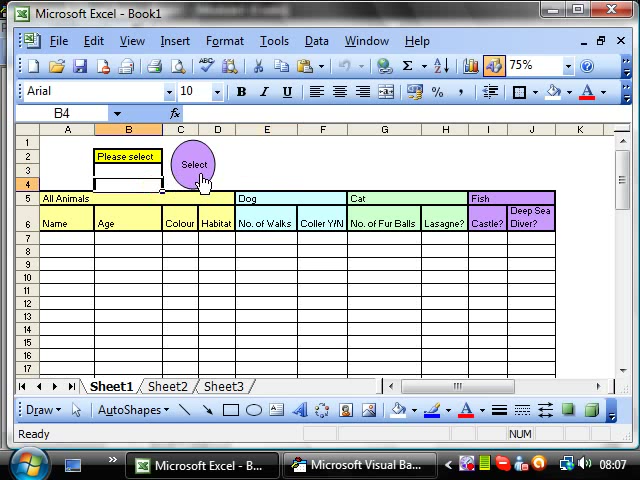 Microsoft Excel - Book1
File Edit View Insert Format Tools Data Window Help
75%
Arial 10 B I U
B4 fx
A B C D E F G H I J K
1
2 Please select
Select
3
4
5 All Animals Dog Cat Fish
6 Name Age Colour Habitat No. of Walks Coller Y/N No. of Fur Balls Lasagne? Castle? Deep Sea Diver?
7
8
9
10
11
12
13
14
15
16
17
Sheet1 Sheet2 Sheet3
Draw AutoShapes
Ready NUM
Microsoft Excel - B... Microsoft Visual Ba... 08:07